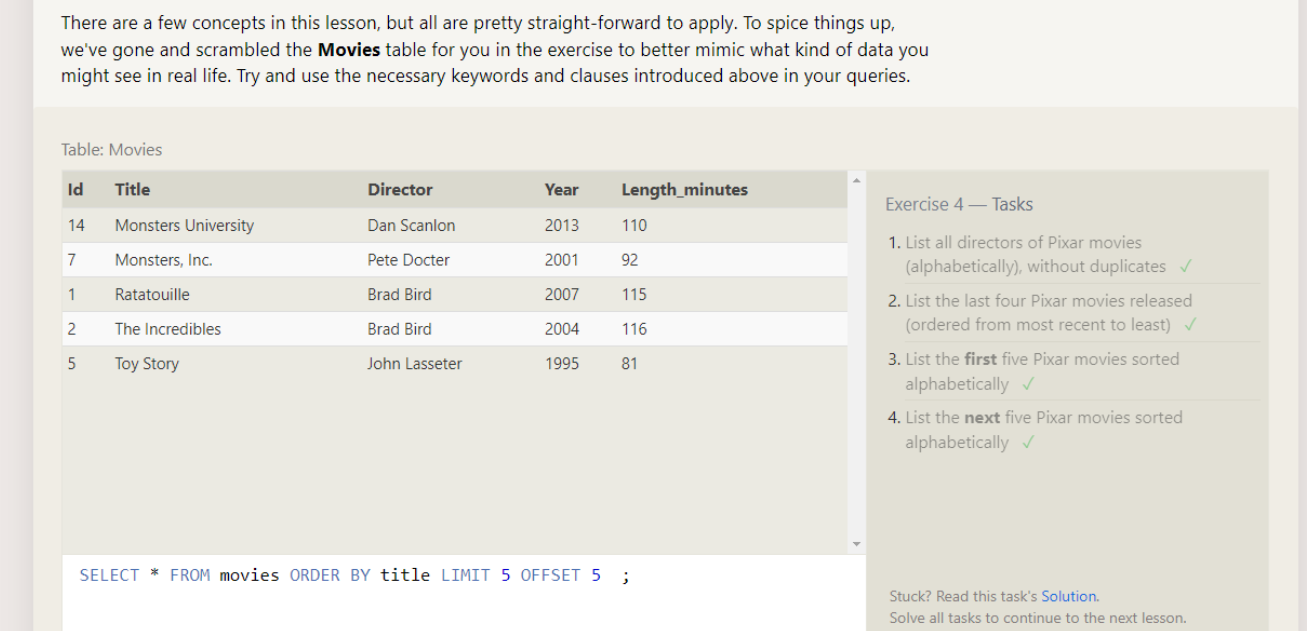 There are a few concepts in this lesson, but all are pretty straight-forward to apply. To spice things up,
we've gone and scrambled the Movies table for you in the exercise to better mimic what kind of data you
might see in real life. Try and use the necessary keywords and clauses introduced above in your queries.
Table: Movies
Id Title Director Year Length_minutes
14 Monsters University Dan Scanlon 2013 110
7 Monsters, Inc. Pete Docter 2001 92
1 Ratatouille Brad Bird 2007 115
2 The Incredibles Brad Bird 2004 116
5 Toy Story John Lasseter 1995 81
SELECT * FROM movies ORDER BY title LIMIT 5 OFFSET 5 ;
Exercise 4 — Tasks
1. List all directors of Pixar movies
(alphabetically), without duplicates ✓
2. List the last four Pixar movies released
(ordered from most recent to least) ✓
3. List the first five Pixar movies sorted
alphabetically ✓
4. List the next five Pixar movies sorted
alphabetically ✓
Stuck? Read this task's Solution.
Solve all tasks to continue to the next lesson.